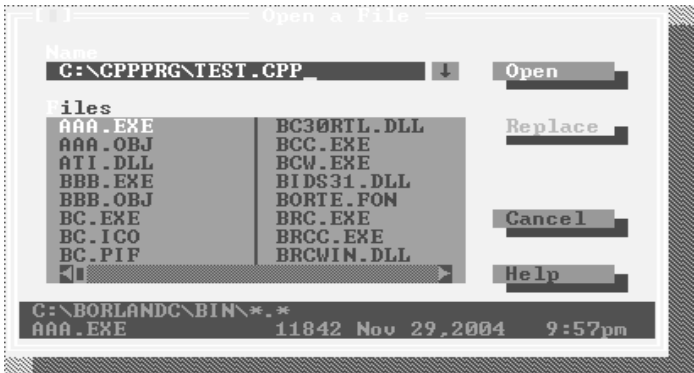 [■] Open a File
Name
C:\CPPPRG\TEST.CPP_ ↓
Open
Files
AAA.EXE BC30RTL.DLL
Replace
AAA.OBJ BCC.EXE
ATI.DLL BCW.EXE
BBB.EXE BIDS31.DLL
BBB.OBJ BORTE.FON
BC.EXE BRC.EXE
Cancel
BC.ICO BRCC.EXE
BC.PIF BRCWIN.DLL
Help
C:\BORLANDC\BIN\*.*
AAA.EXE 11842 Nov 29,2004 9:57pm